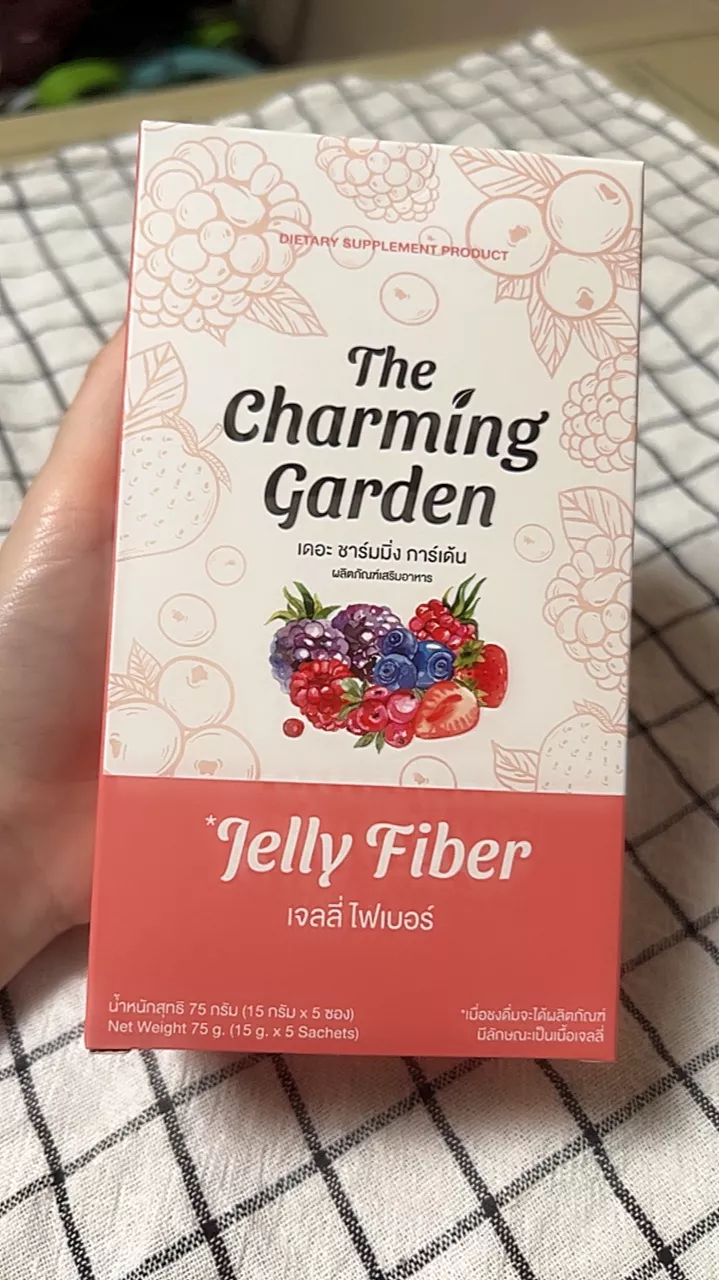 DIETARY SUPPLEMENT PRODUCT
The
Charming
Garden
เดอะ ชาร์มมิ่ง การ์เด้น
ผลิตภัณฑ์เสริมอาหาร
*Jelly Fiber
เจลลี่ ไฟเบอร์
น้ำหนักสุทธิ 75 กรัม (15 กรัม x 5 ซอง)
Net Weight 75 g. (15 g. x 5 Sachets)
*เมื่อชงดื่มจะได้ผลิตภัณฑ์
มีลักษณะเป็นเนื้อเจลลี่